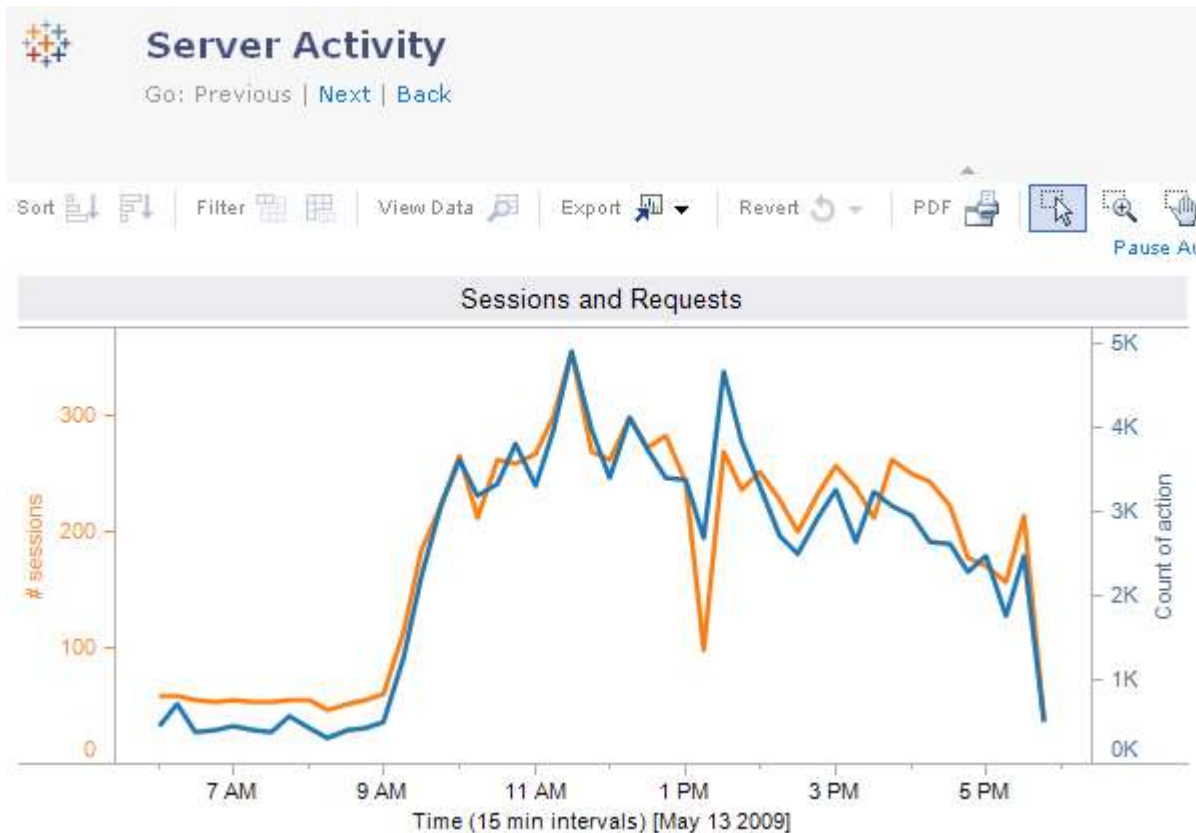 Server Activity
Go: Previous | Next | Back
Sort Filter View Data Export Revert PDF
Pause Au
Sessions and Requests
300
200
100
0
# sessions
5K
4K
3K
2K
1K
0K
Count of action
7 AM 9 AM 11 AM 1 PM 3 PM 5 PM
Time (15 min intervals) [May 13 2009]